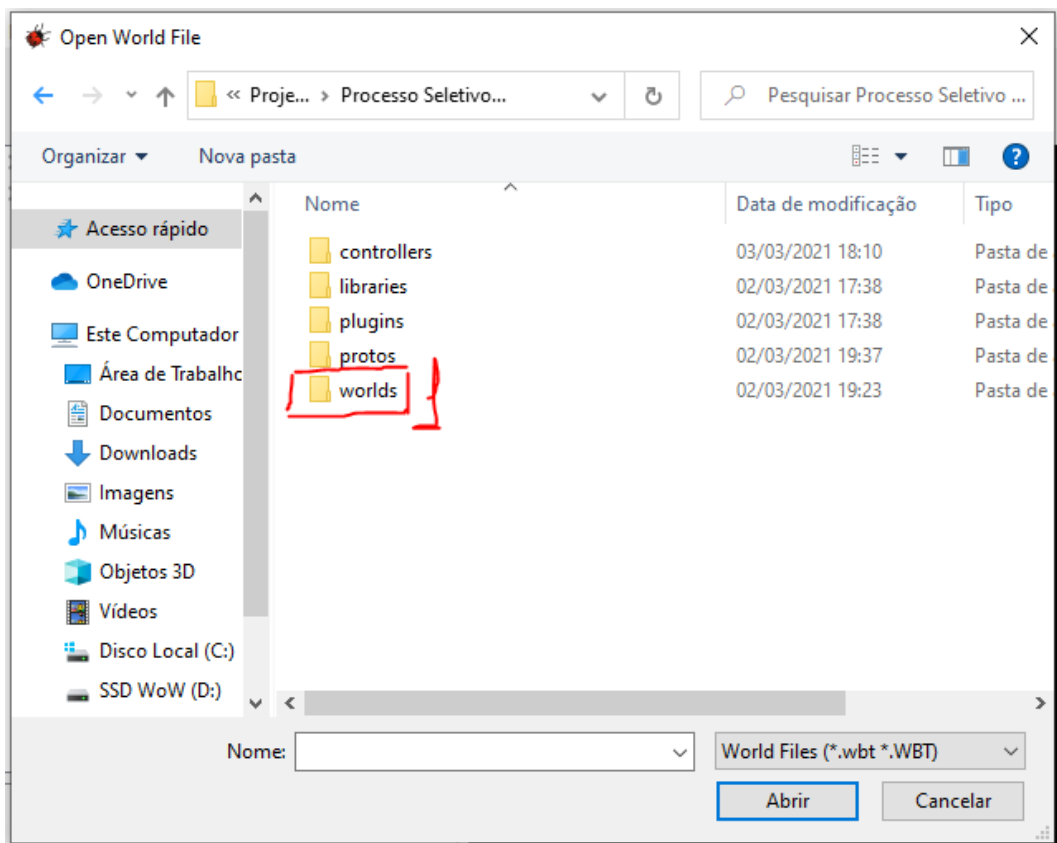 Open World File
« Proje... > Processo Seletivo...
Pesquisar Processo Seletivo ...
Organizar
Nova pasta
Nome
Data de modificação
Tipo
Acesso rápido
OneDrive
Este Computador
Área de Trabalhc
Documentos
Downloads
Imagens
Músicas
Objetos 3D
Vídeos
Disco Local (C:)
SSD WoW (D:)
controllers 03/03/2021 18:10 Pasta de
libraries 02/03/2021 17:38 Pasta de
plugins 02/03/2021 17:38 Pasta de
protos 02/03/2021 19:37 Pasta de
worlds 02/03/2021 19:23 Pasta de
Nome:
World Files (*.wbt *.WBT)
Abrir
Cancelar